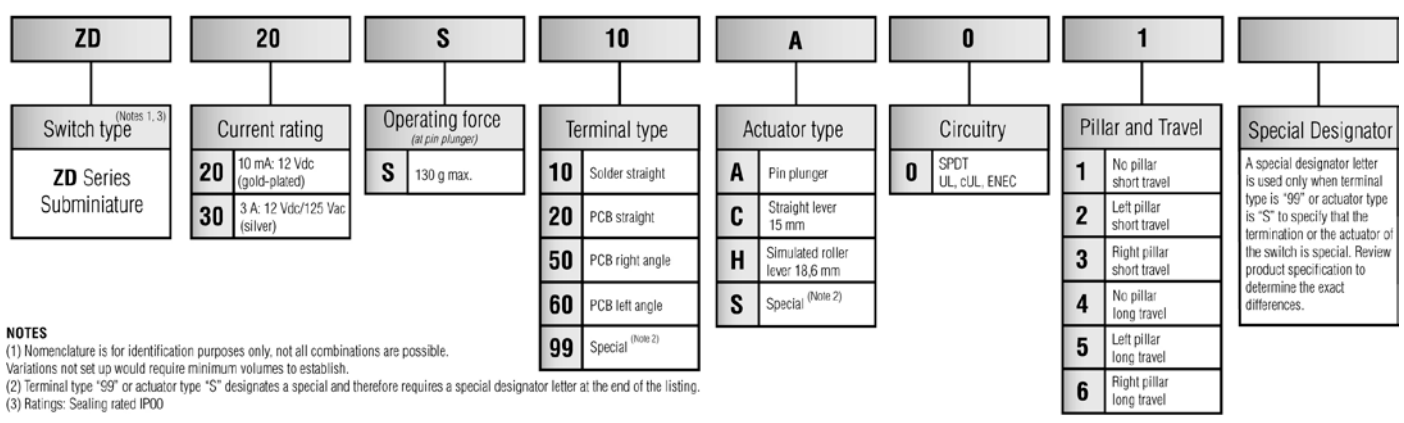 ZD 20 S 10 A 0 1
Switch type (Notes 1, 3)
ZD Series
Subminiature
Current rating
20 10 mA: 12 Vdc
(gold-plated)
30 3 A: 12 Vdc/125 Vac
(silver)
Operating force
(at pin plunger)
S 130 g max.
Terminal type
10 Solder straight
20 PCB straight
50 PCB right angle
60 PCB left angle
99 Special (Note 2)
Actuator type
A Pin plunger
C Straight lever
15 mm
H Simulated roller
lever 18,6 mm
S Special (Note 2)
Circuitry
0 SPDT
UL, cUL, ENEC
Pillar and Travel
1 No pillar
short travel
2 Left pillar
short travel
3 Right pillar
short travel
4 No pillar
long travel
5 Left pillar
long travel
6 Right pillar
long travel
Special Designator
A special designator letter
is used only when terminal
type is “99” or actuator type
is “S” to specify that the
termination or the actuator of
the switch is special. Review
product specification to
determine the exact
differences.
NOTES
(1) Nomenclature is for identification purposes only, not all combinations are possible.
Variations not set up would require minimum volumes to establish.
(2) Terminal type “99” or actuator type “S” designates a special and therefore requires a special designator letter at the end of the listing.
(3) Ratings: Sealing rated IP00